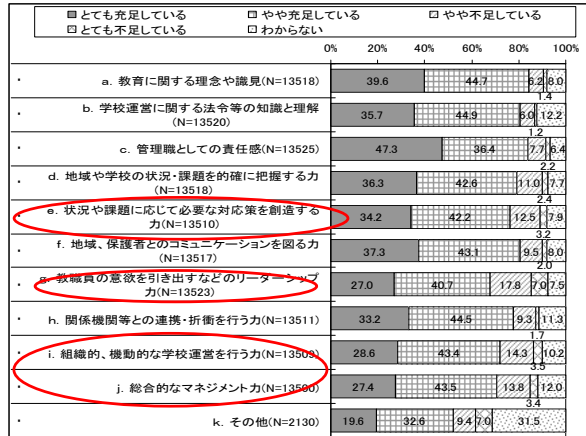 ■とても充足している □やや充足している □やや不足している
□とても不足している □わからない
0% 20% 40% 60% 80% 100%
a. 教育に関する理念や識見(N=13518) 39.6 44.7 6.2 8.0
1.4
b. 学校運営に関する法令等の知識と理解 35.7 44.9 6.0 12.2
(N=13520)
1.2
c. 管理職としての責任感(N=13525) 47.3 36.4 7.7 6.4
2.2
d. 地域や学校の状況・課題を的確に把握する力 36.3 42.6 11.0 7.7
(N=13518)
2.4
e. 状況や課題に応じて必要な対応策を創造する 34.2 42.2 12.5 7.9
力(N=13510)
3.2
f. 地域、保護者とのコミュニケーションを図る力 37.3 43.1 9.5 8.0
(N=13517)
2.0
g. 教職員の意欲を引き出すなどのリーダーシップ 27.0 40.7 17.8 7.0 7.5
力(N=13523)
h. 関係機関等との連携・折衝を行う力(N=13511) 33.2 44.5 9.3 11.3
1.7
i. 組織的、機動的な学校運営を行う力(N=13509) 28.6 43.4 14.3 10.2
3.5
j. 総合的なマネジメント力(N=13500) 27.4 43.5 13.8 12.0
3.4
k. その他(N=2130) 19.6 32.6 9.4 7.0 31.5